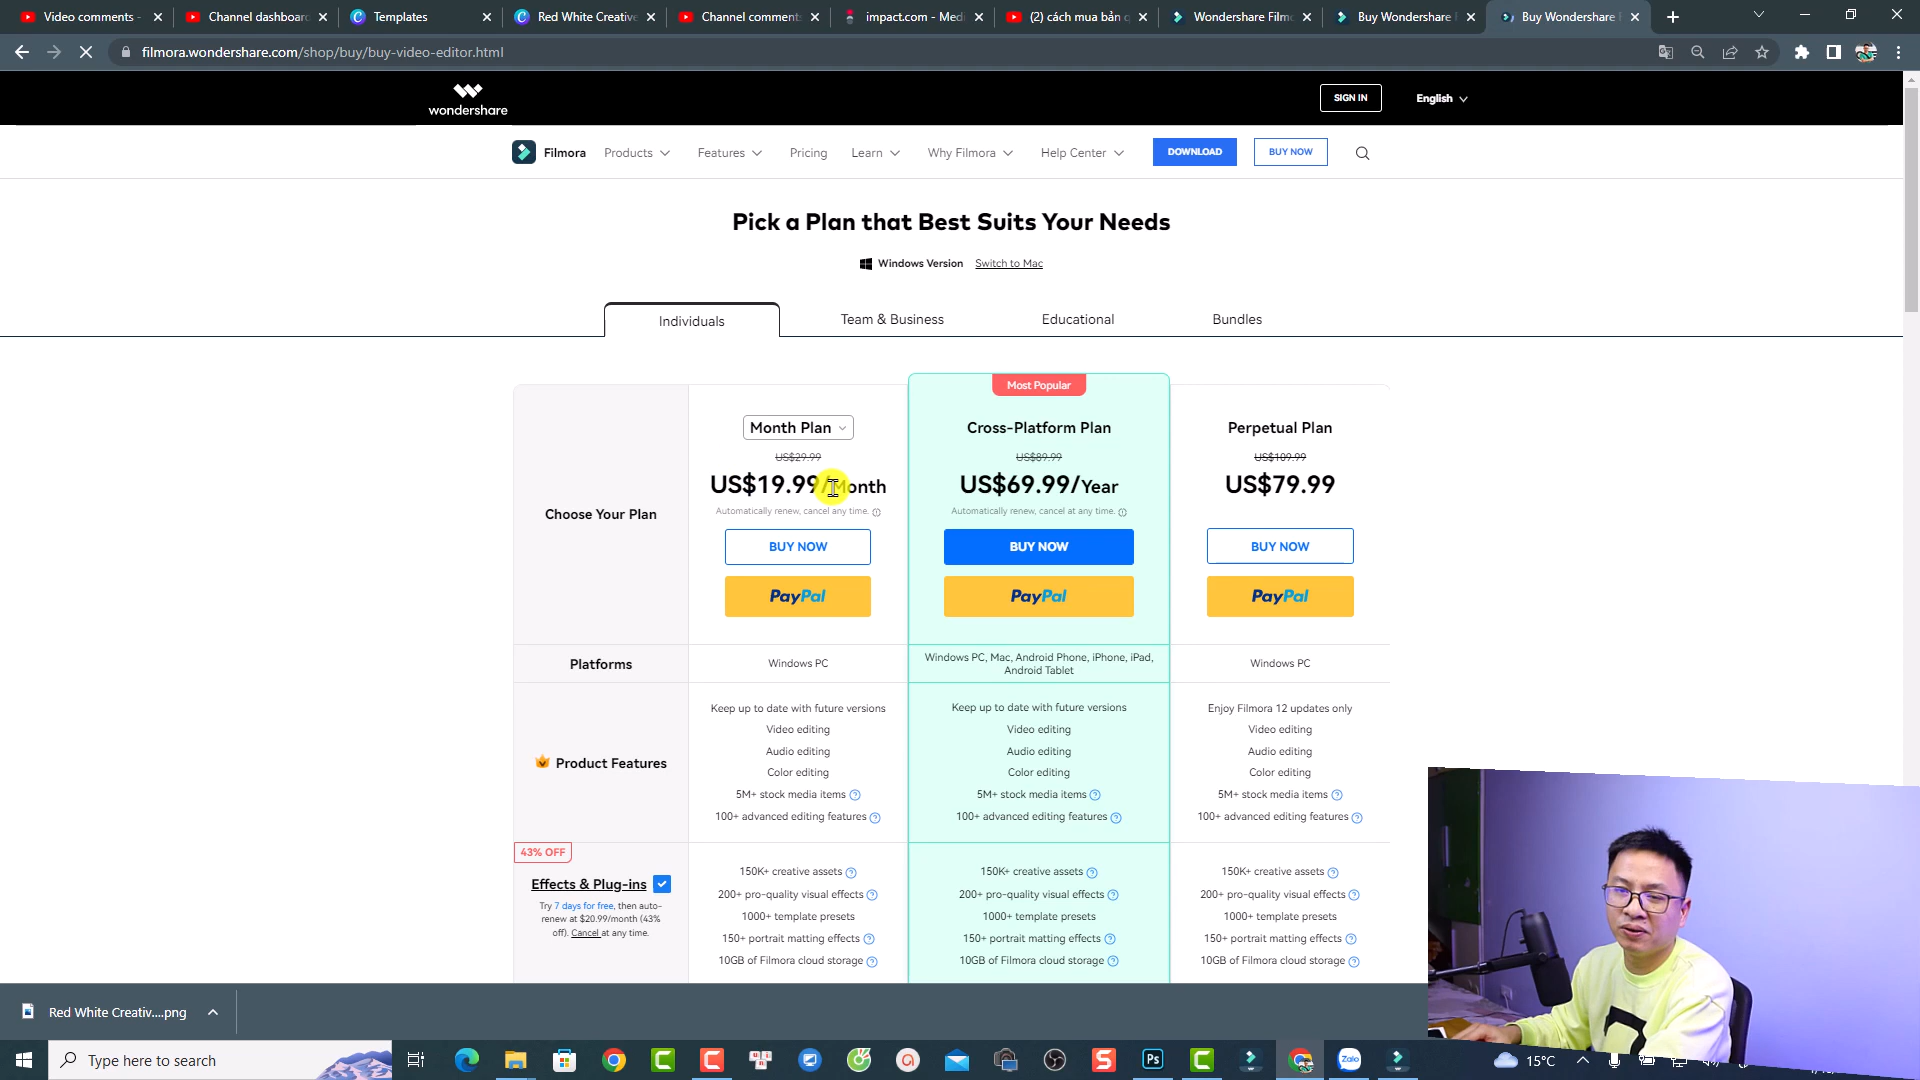 Video comments -
Channel dashboard
Templates
Red White Creative
Channel comments
impact.com - Medi
(2) cách mua bản q
Wondershare Filmo
Buy Wondershare
Buy Wondershare
filmora.wondershare.com/shop/buy/buy-video-editor.html
wondershare
SIGN IN
English
Filmora
Products
Features
Pricing
Learn
Why Filmora
Help Center
DOWNLOAD
BUY NOW
Pick a Plan that Best Suits Your Needs
Windows Version
Switch to Mac
Individuals
Team & Business
Educational
Bundles
Most Popular
Choose Your Plan
Month Plan
US$29.99
US$19.99/Month
Automatically renew, cancel any time.
BUY NOW
PayPal
Cross-Platform Plan
US$89.99
US$69.99/Year
Automatically renew, cancel at any time.
BUY NOW
PayPal
Perpetual Plan
US$109.99
US$79.99
BUY NOW
PayPal
Platforms
Windows PC
Windows PC, Mac, Android Phone, iPhone, iPad,
Android Tablet
Windows PC
Product Features
Keep up to date with future versions
Video editing
Audio editing
Color editing
5M+ stock media items
100+ advanced editing features
Keep up to date with future versions
Video editing
Audio editing
Color editing
5M+ stock media items
100+ advanced editing features
Enjoy Filmora 12 updates only
Video editing
Audio editing
Color editing
5M+ stock media items
100+ advanced editing features
43% OFF
Effects & Plug-ins
Try 7 days for free, then auto-
renew at $20.99/month (43%
off). Cancel at any time.
150K+ creative assets
200+ pro-quality visual effects
1000+ template presets
150+ portrait matting effects
10GB of Filmora cloud storage
150K+ creative assets
200+ pro-quality visual effects
1000+ template presets
150+ portrait matting effects
10GB of Filmora cloud storage
150K+ creative assets
200+ pro-quality visual effects
1000+ template presets
150+ portrait matting effects
10GB of Filmora cloud storage
Red White Creativ....png
Type here to search
Ps
Zalo
15°C